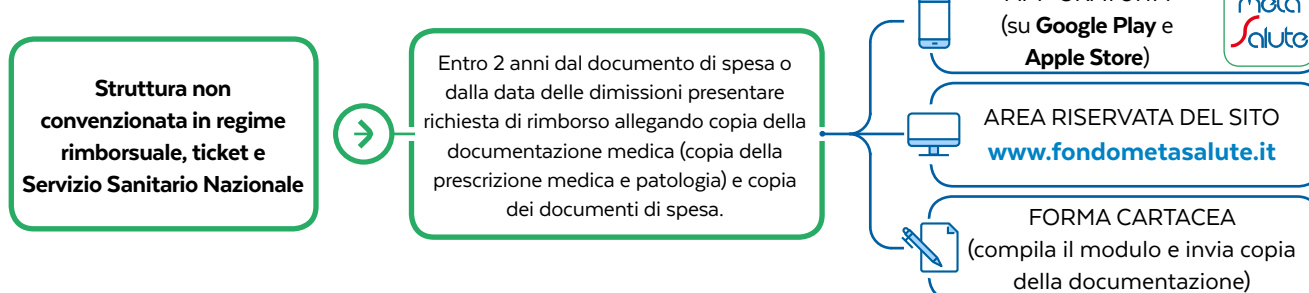 Struttura non
convenzionata in regime
rimborsuale, ticket e
Servizio Sanitario Nazionale
Entro 2 anni dal documento di spesa o
dalla data delle dimissioni presentare
richiesta di rimborso allegando copia della
documentazione medica (copia della
prescrizione medica e patologia) e copia
dei documenti di spesa.
(su Google Play e
Apple Store)
metà
Salute
AREA RISERVATA DEL SITO
www.fondometasalute.it
FORMA CARTACEA
(compila il modulo e invia copia
della documentazione)